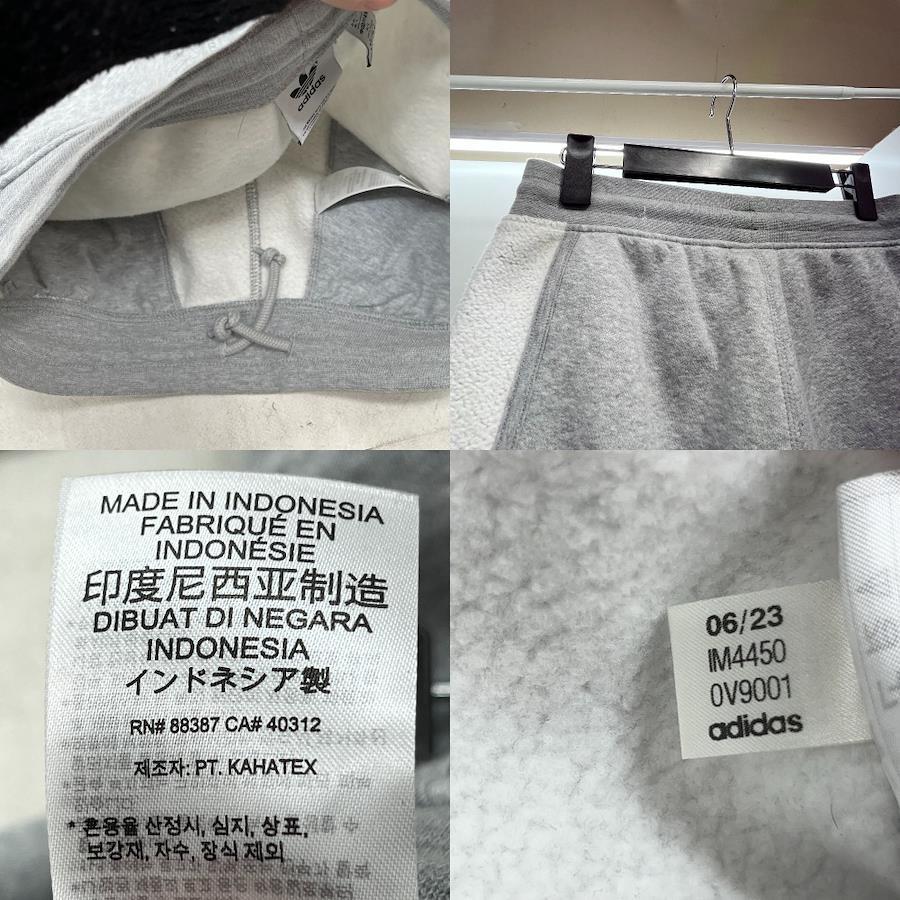 adidas
MADE IN INDONESIA
FABRIQUÉ EN
INDONÉSIE
印度尼西亚制造
DIBUAT DI NEGARA
INDONESIA
インドネシア製
RN# 88387 CA# 40312
제조자: PT. KAHATEX
* 혼용율 산정시, 심지, 상표,
보강재, 자수, 장식 제외
06/23
IM4450
0V9001
adidas